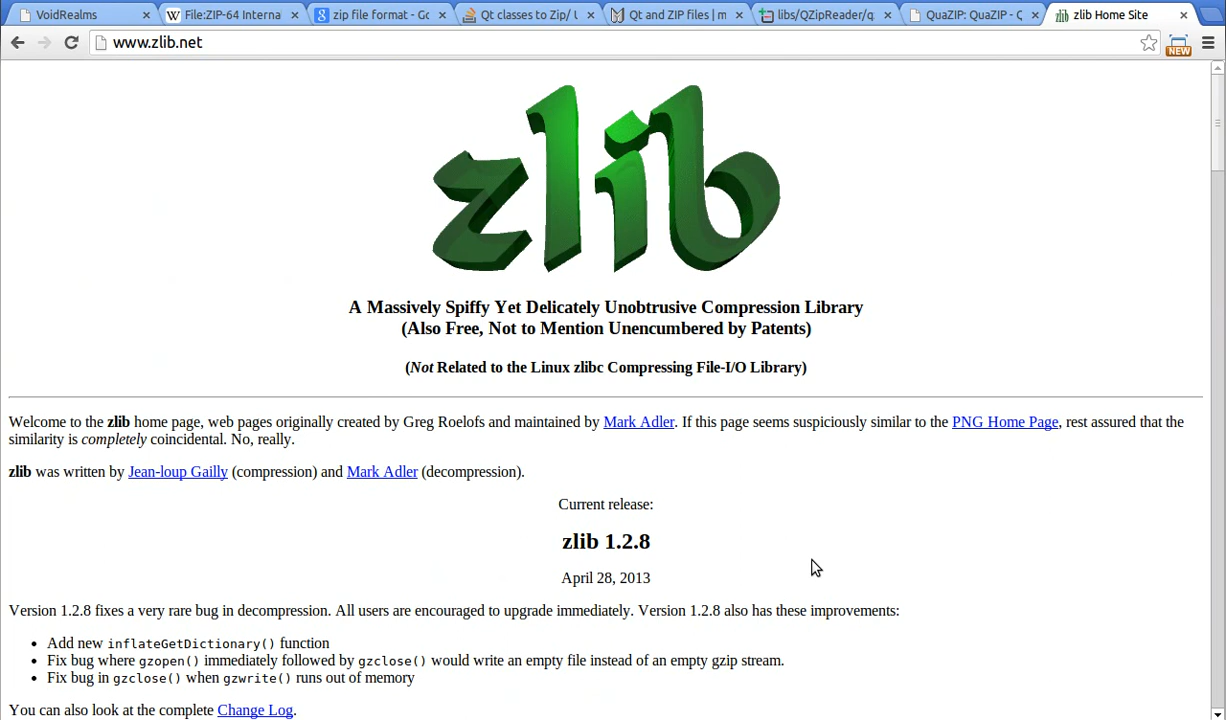 VoidRealms
File:ZIP-64 Interna
zip file format - Go
Qt classes to Zip/ U
Qt and ZIP files | m
libs/QZipReader/q
QuaZIP: QuaZIP - Q
zlib Home Site
www.zlib.net
NEW
zlib
A Massively Spiffy Yet Delicately Unobtrusive Compression Library
(Also Free, Not to Mention Unencumbered by Patents)
(Not Related to the Linux zlibc Compressing File-I/O Library)
Welcome to the zlib home page, web pages originally created by Greg Roelofs and maintained by Mark Adler. If this page seems suspiciously similar to the PNG Home Page, rest assured that the
similarity is completely coincidental. No, really.
zlib was written by Jean-loup Gailly (compression) and Mark Adler (decompression).
Current release:
zlib 1.2.8
April 28, 2013
Version 1.2.8 fixes a very rare bug in decompression. All users are encouraged to upgrade immediately. Version 1.2.8 also has these improvements:
• Add new inflateGetDictionary() function
• Fix bug where gzopen() immediately followed by gzclose() would write an empty file instead of an empty gzip stream.
• Fix bug in gzclose() when gzwrite() runs out of memory
You can also look at the complete Change Log.